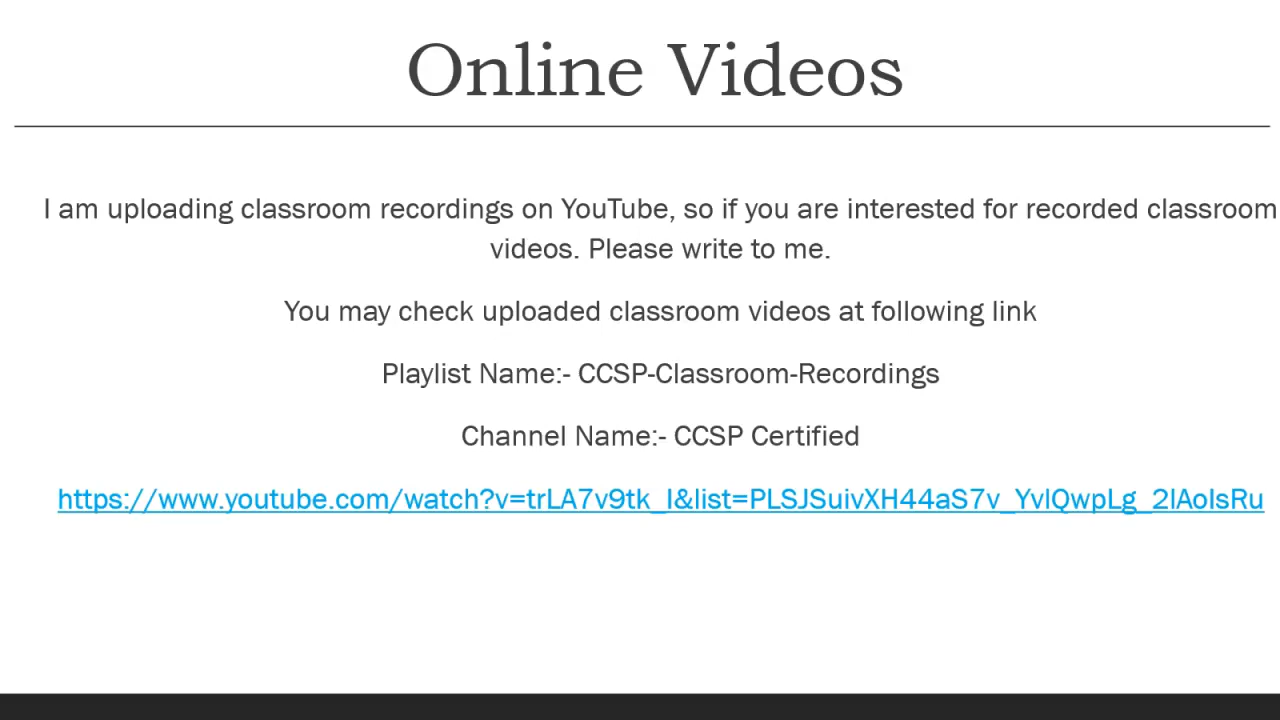 Online Videos
I am uploading classroom recordings on YouTube, so if you are interested for recorded classroom
videos. Please write to me.
You may check uploaded classroom videos at following link
Playlist Name:- CCSP-Classroom-Recordings
Channel Name:- CCSP Certified
https://www.youtube.com/watch?v=trLA7v9tk_I&list=PLSJSuivXH44aS7v_YvlQwpLg_2lAoIsRu